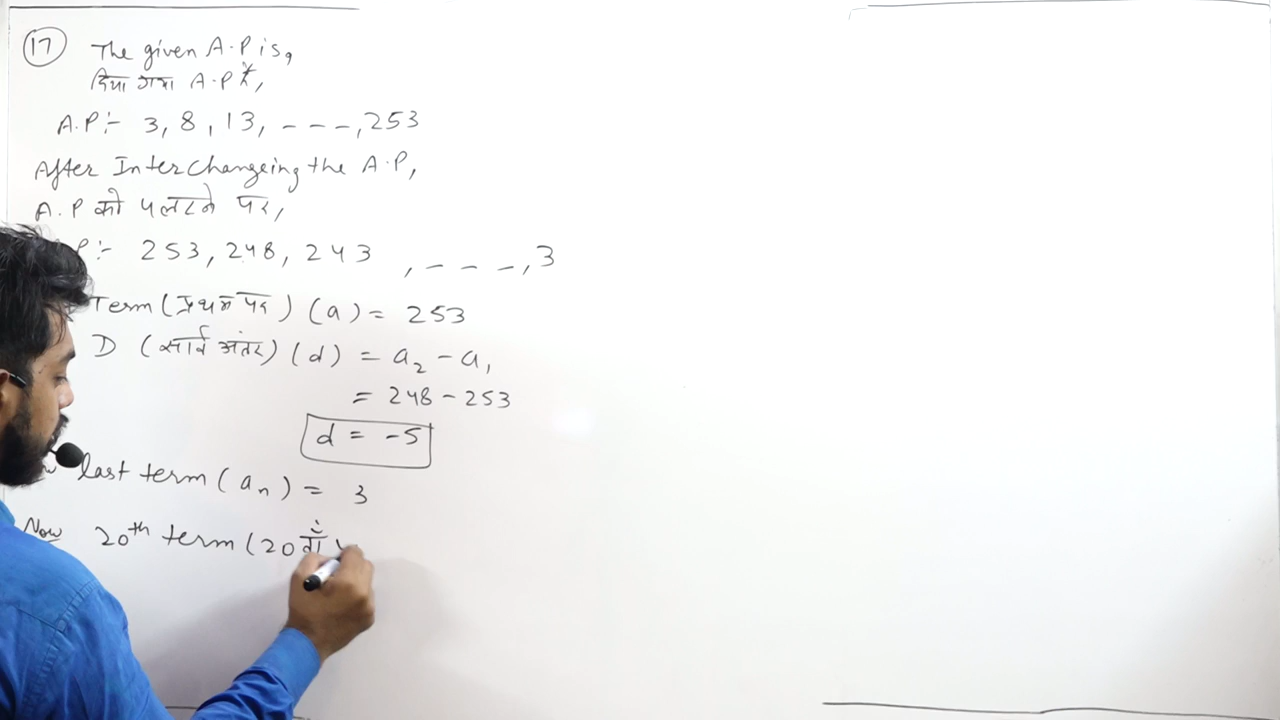 17 The given A.P is,
दिया गया A.P है,
A.P:- 3, 8, 13, - - -, 253
After Interchangeing the A.P,
A.P को पलटने पर,
P:- 253, 248, 243, - - -, 3
Term (प्रथम पद) (a) = 253
D (सार्व अंतर) (d) = a₂ - a₁
= 248 - 253
d = -5
last term (aₙ) = 3
Now 20th term (20 वां)